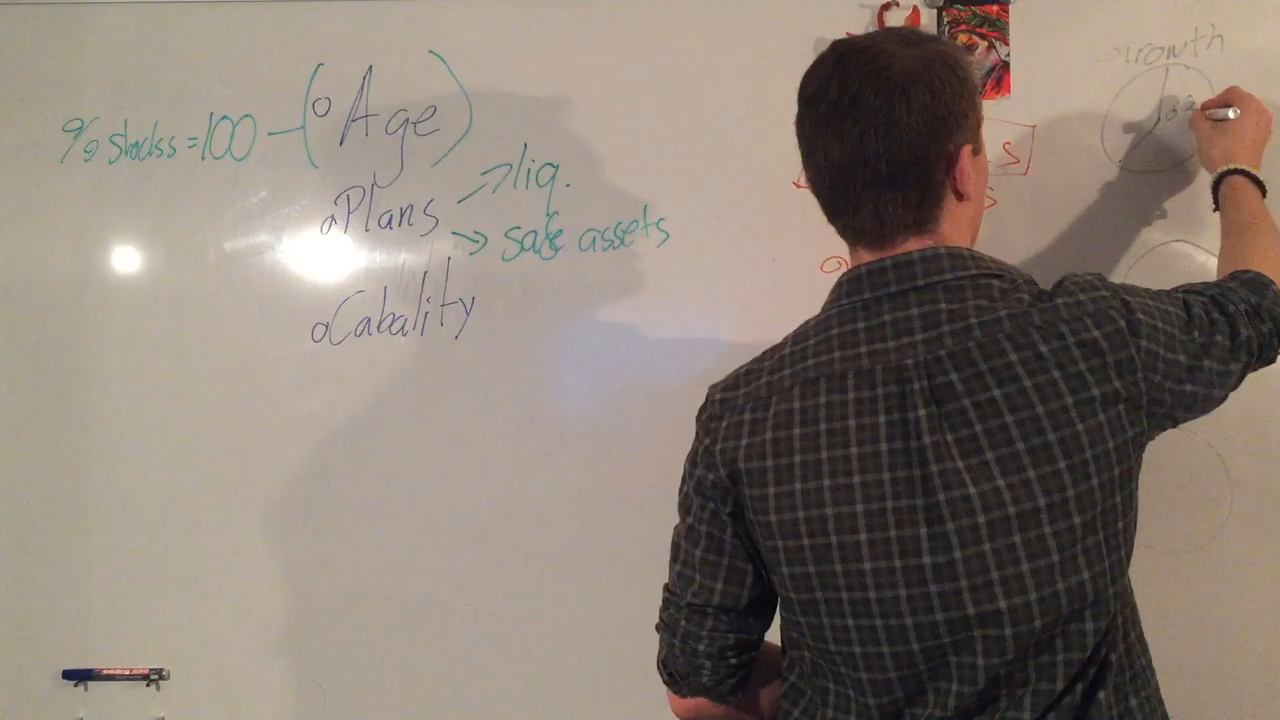 % stocks = 100 - (Age)
Plans → liq.
→ safe assets
Cabality
Growth
S
s